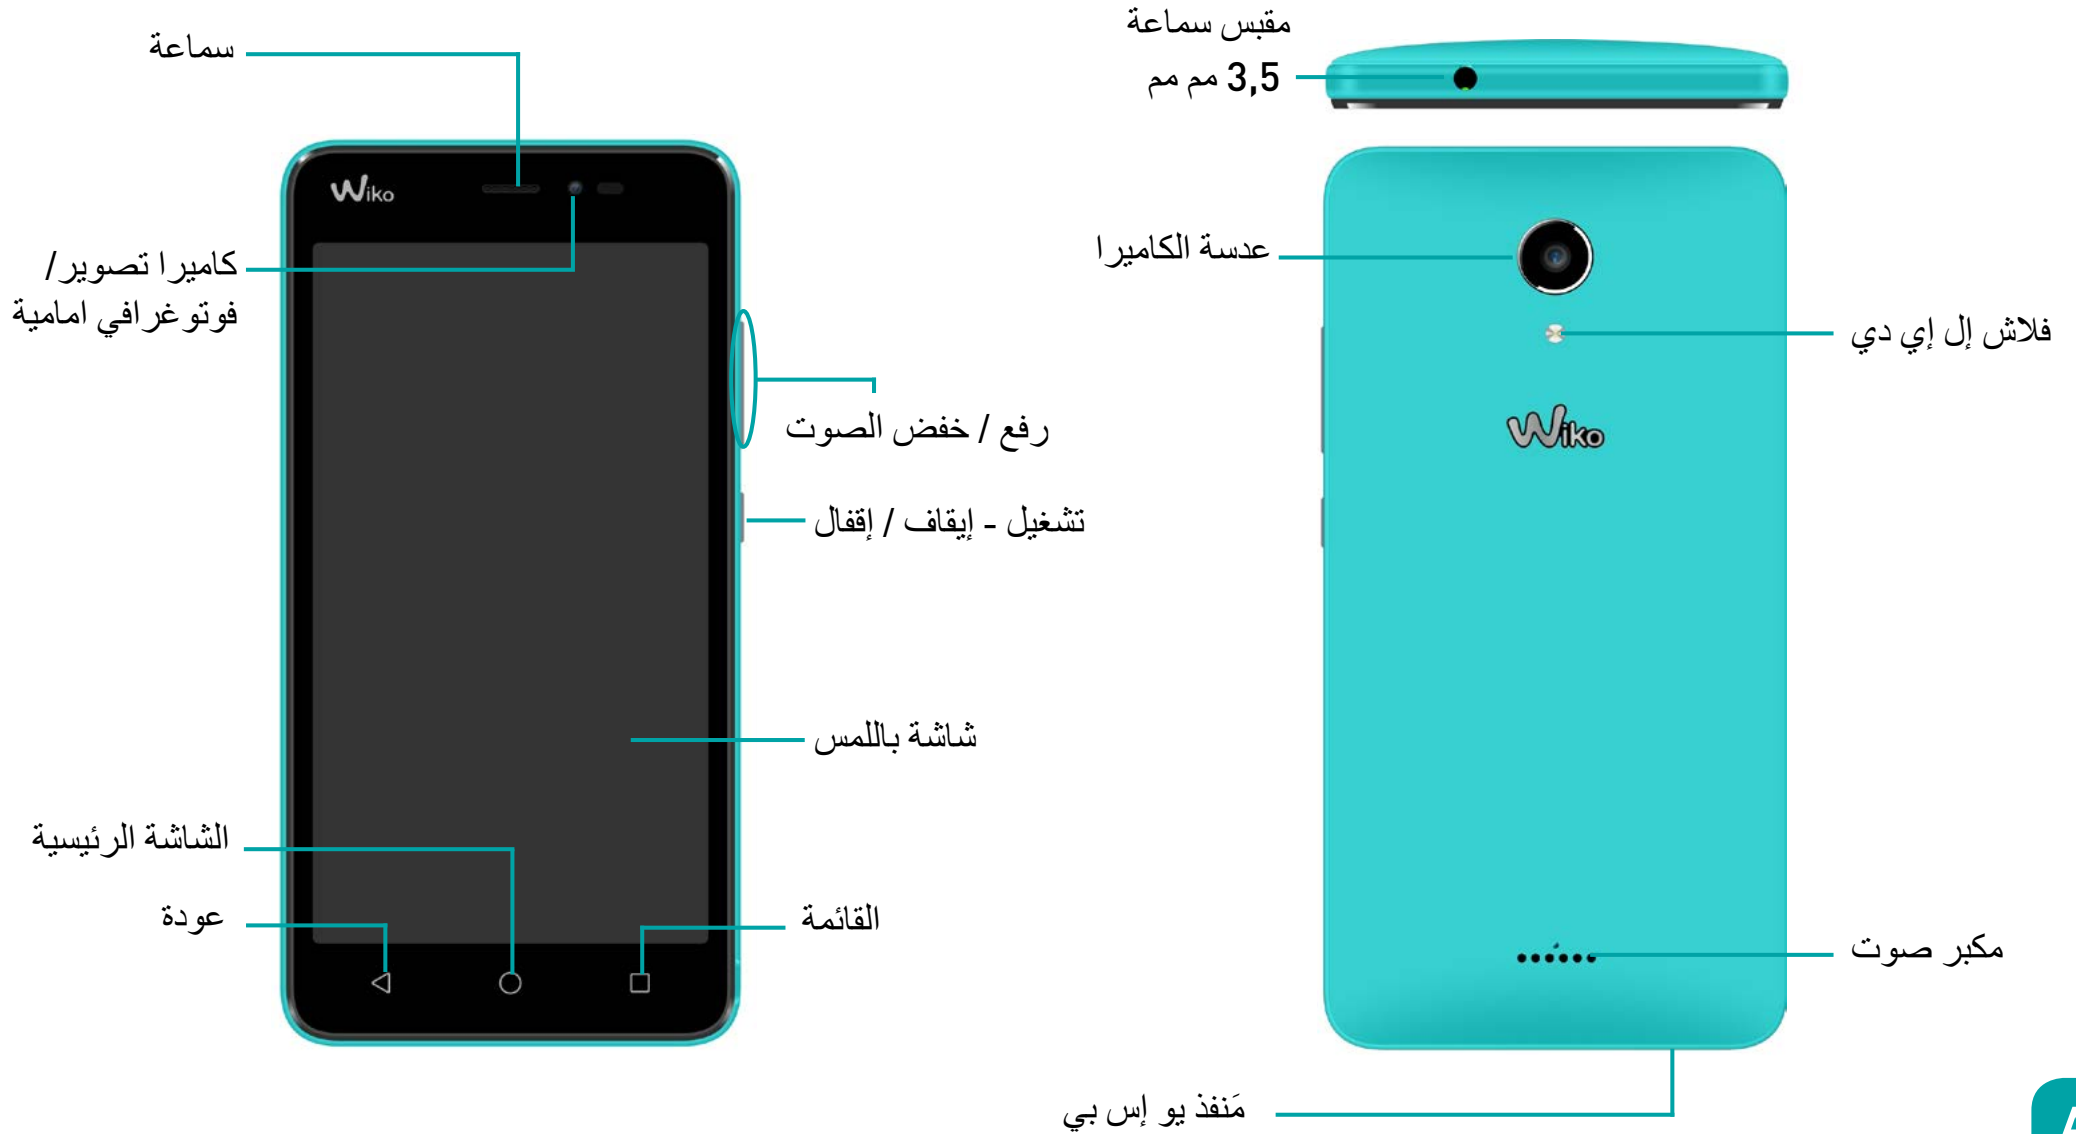 مقبس سماعة
3,5 مم مم
سماعة
Wiko
كاميرا تصوير/
فوتوغرافي امامية
عدسة الكاميرا
فلاش إل إي دي
رفع / خفض الصوت
Wiko
تشغيل - إيقاف / إقفال
شاشة باللمس
الشاشة الرئيسية
عودة
القائمة
مكبر صوت
مَنفذ يو إس بي